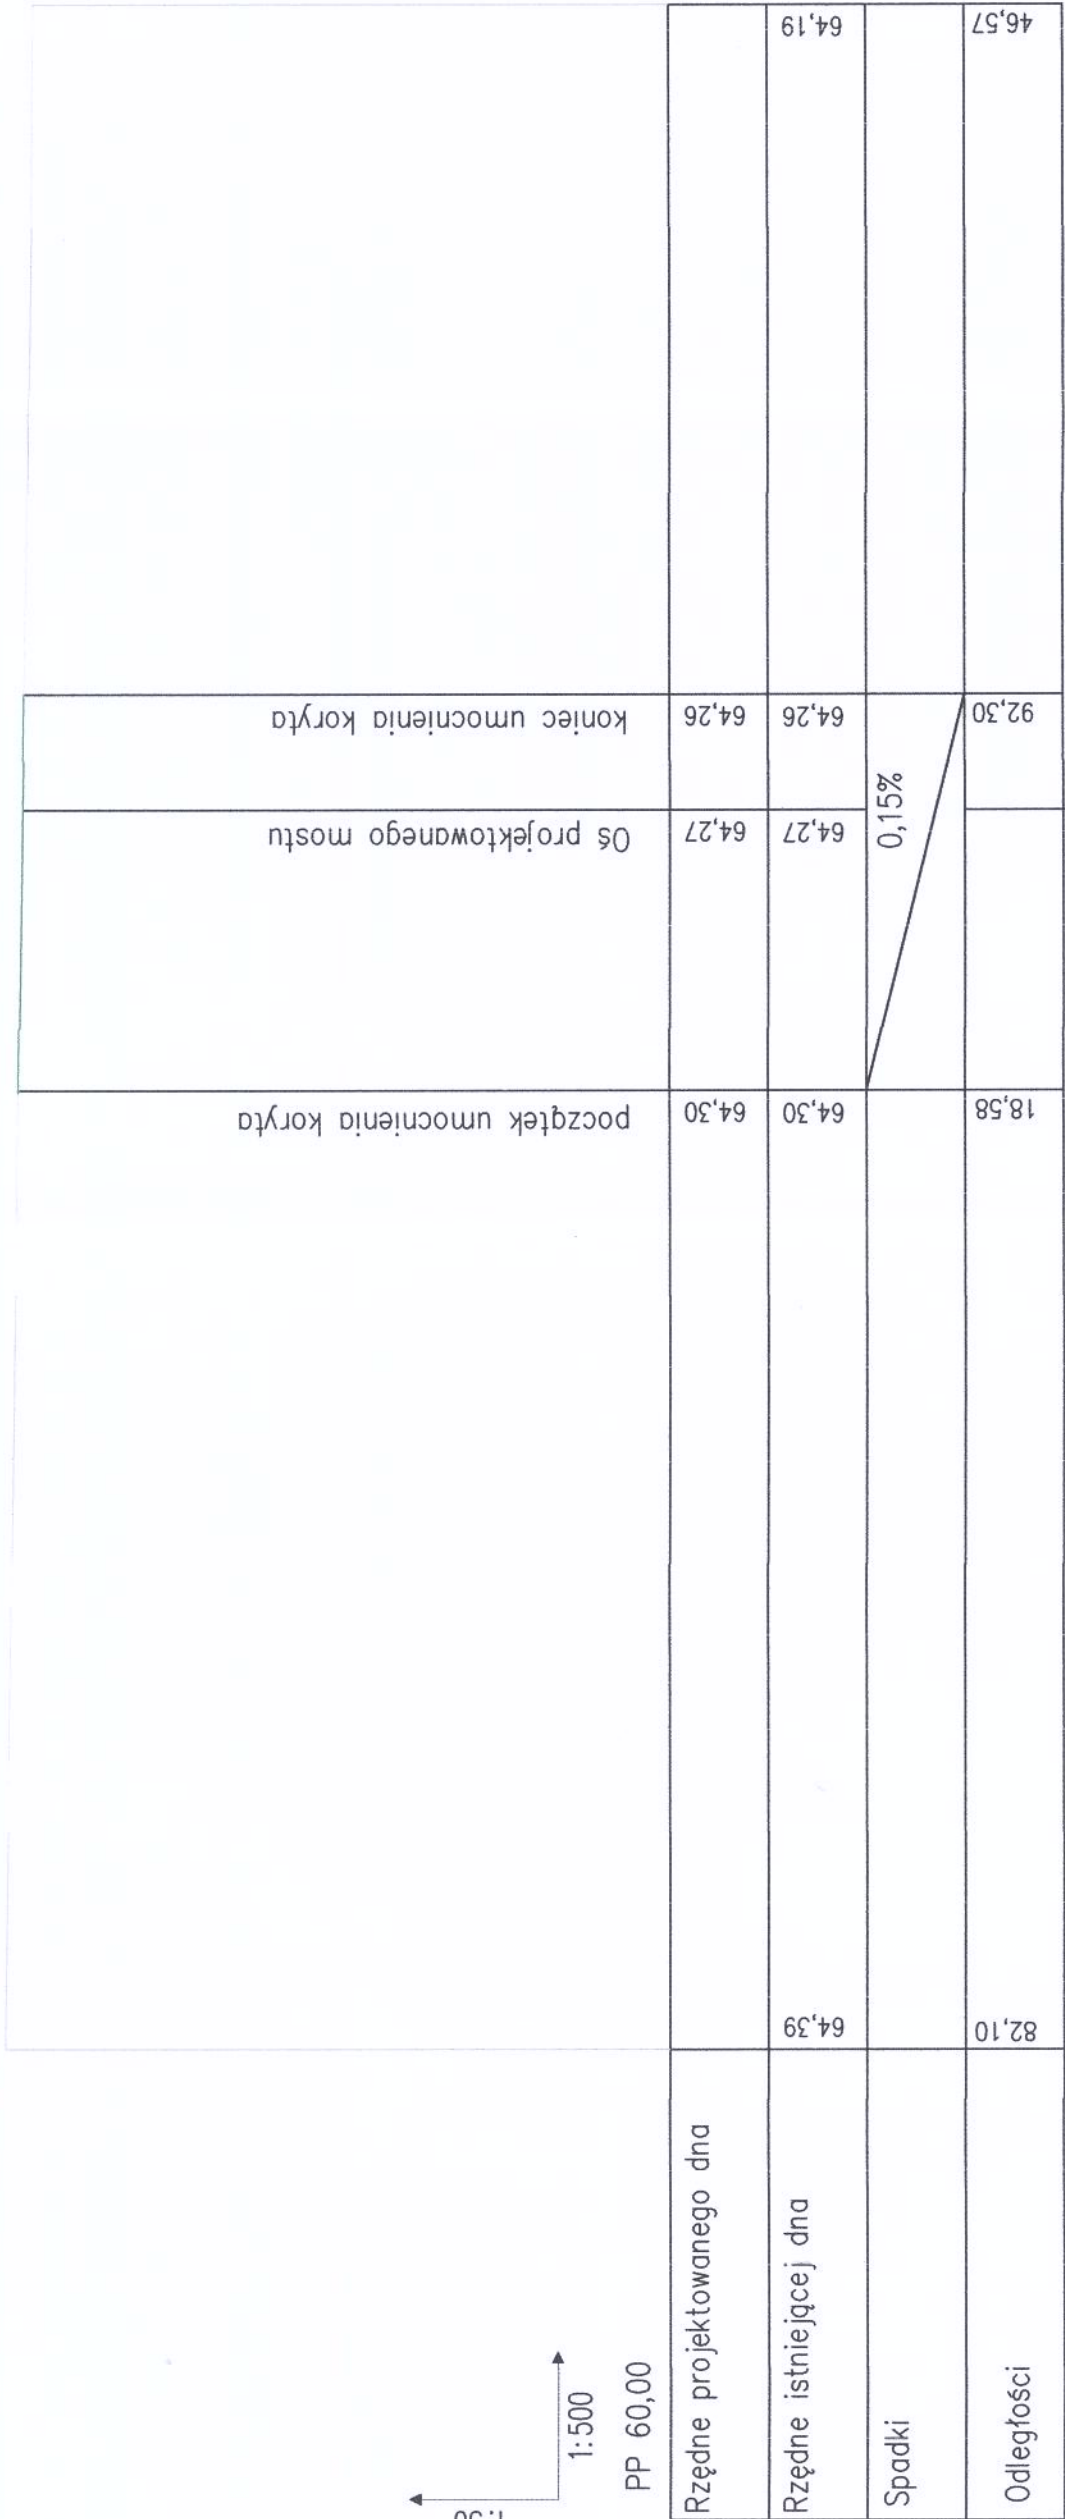 1:50
1:500
PP 60,00
początek umocnienia koryta
Oś projektowanego mostu
koniec umocnienia koryta
Rzędne projektowanego dna
64,30
64,27
64,26
Rzędne istniejącej dna
64,39
64,30
64,27
64,26
64,19
Spadki
0,15%
Odległości
82,10
18,58
92,30
46,57